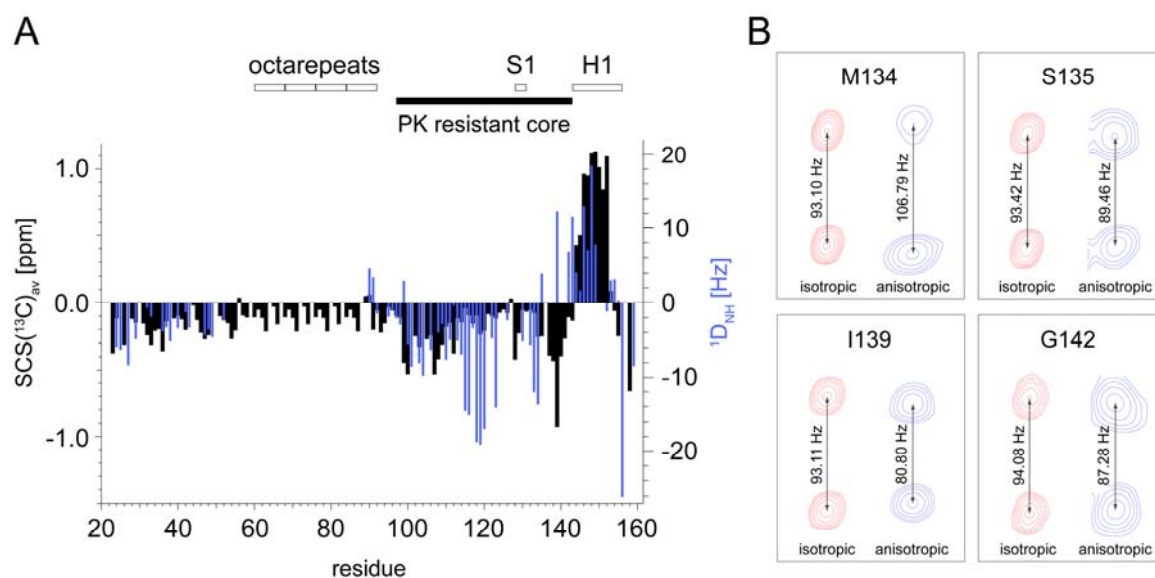 A
octarepeats
S1
H1
PK resistant core
SCS(¹³C)av [ppm]
1.0
0.0
-1.0
20
10
0
-10
-20
¹DNH [Hz]
20 40 60 80 100 120 140 160
residue
B
M134
93.10 Hz
106.79 Hz
isotropic anisotropic
S135
93.42 Hz
89.46 Hz
isotropic anisotropic
I139
93.11 Hz
80.80 Hz
isotropic anisotropic
G142
94.08 Hz
87.28 Hz
isotropic anisotropic